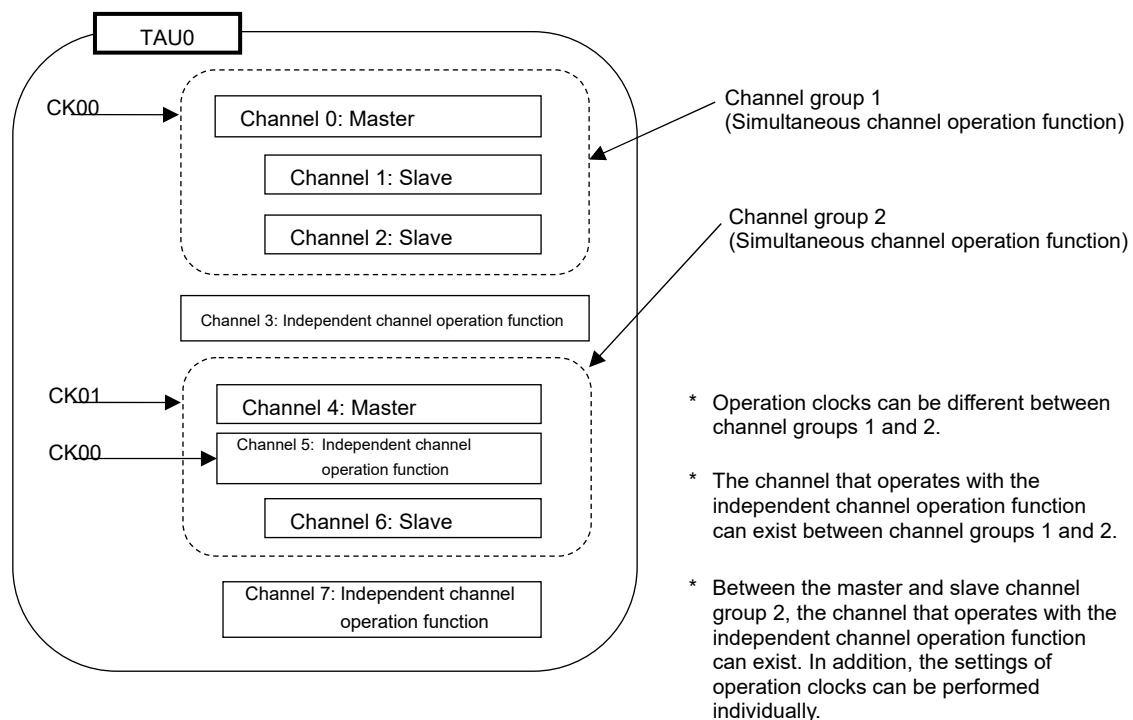 TAU0
CK00
Channel 0: Master
Channel 1: Slave
Channel 2: Slave
Channel group 1
(Simultaneous channel operation function)
Channel group 2
(Simultaneous channel operation function)
Channel 3: Independent channel operation function
CK01
Channel 4: Master
CK00
Channel 5: Independent channel
operation function
Channel 6: Slave
Channel 7: Independent channel
operation function
* Operation clocks can be different between
channel groups 1 and 2.
* The channel that operates with the
independent channel operation function
can exist between channel groups 1 and 2.
* Between the master and slave channel
group 2, the channel that operates with the
independent channel operation function
can exist. In addition, the settings of
operation clocks can be performed
individually.